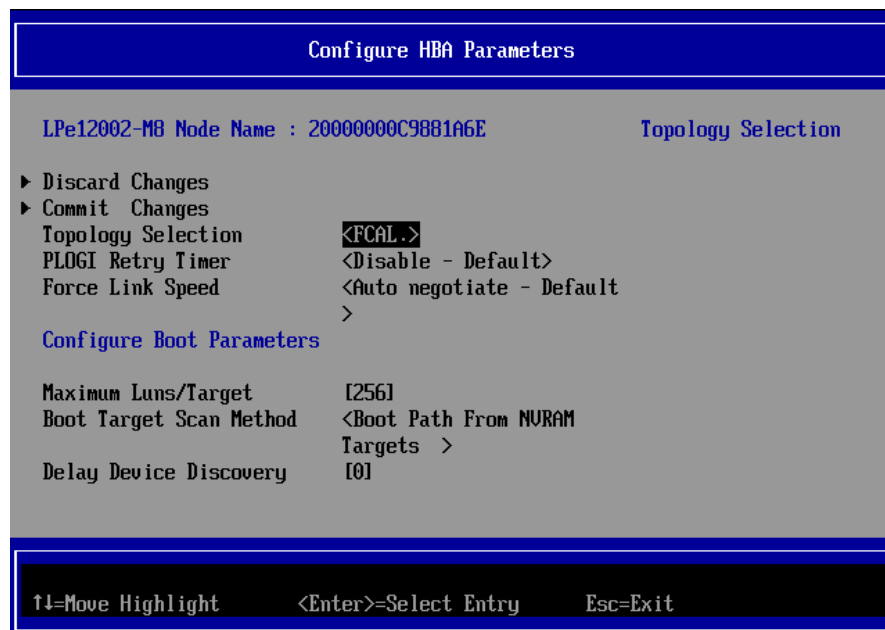 Configure HBA Parameters
LPe12002-M8 Node Name : 20000000C9881A6E Topology Selection
Discard Changes
Commit Changes
Topology Selection <FCAL.>
PLOGI Retry Timer <Disable - Default>
Force Link Speed <Auto negotiate - Default
>
Configure Boot Parameters
Maximum Luns/Target [256]
Boot Target Scan Method <Boot Path From NVRAM
Targets >
Delay Device Discovery [0]
↑↓=Move Highlight <Enter>=Select Entry Esc=Exit